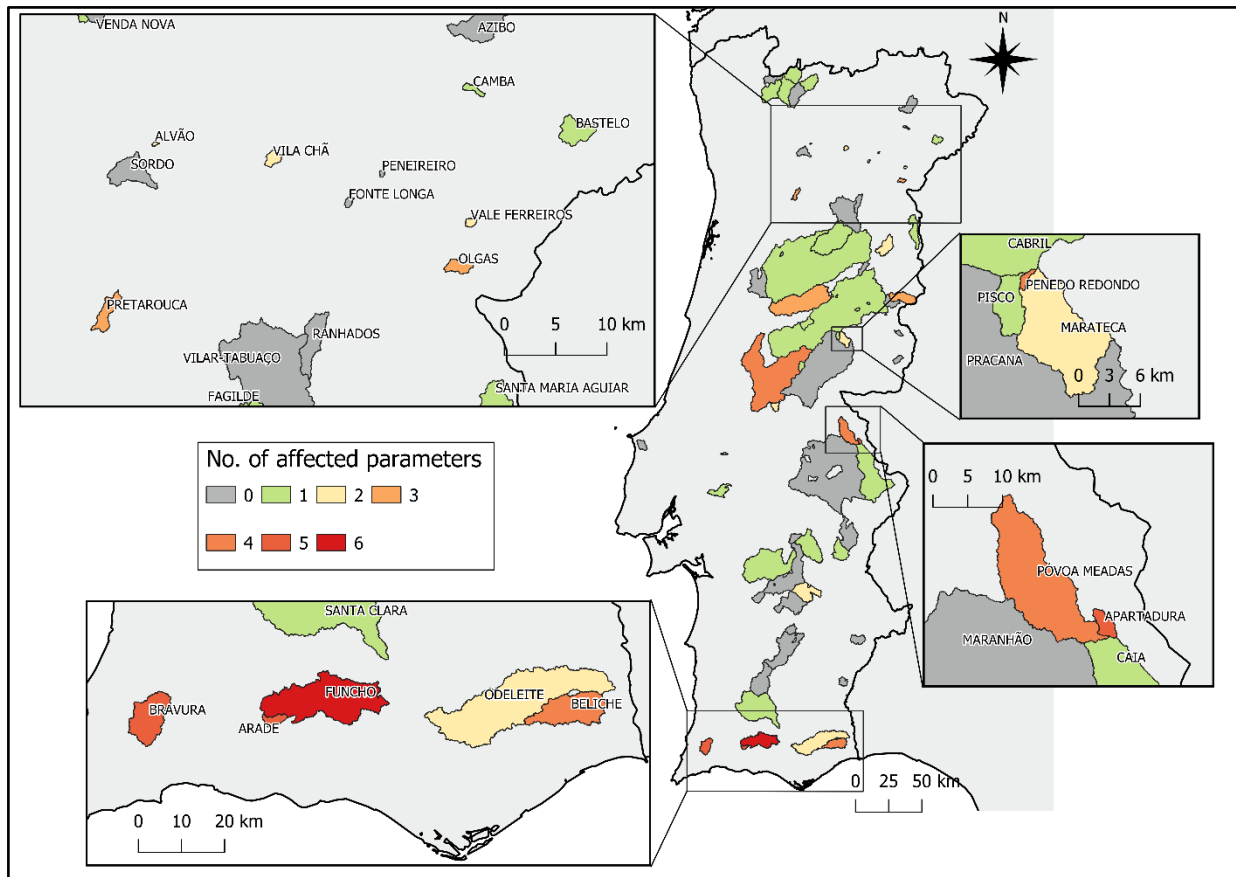 VENDA NOVA
AZIBO
N
CAMBA
BASTELO
ALVÃO
VILA CHÃ
SORDO
PENEIREIRO
FONTE LONGA
VALE FERREIROS
OLGAS
PRETAROUCA
0 5 10 km
RANHADOS
VILAR-TABUAÇO
FAGILDE
SANTA MARIA AGUIAR
CABRIL
PENEDO REDONDO
PISCO
MARATECA
PRACANA
0 3 6 km
No. of affected parameters
0 1 2 3
4 5 6
0 5 10 km
POVOA MEADAS
APARTADURA
MARANHÃO
CAIA
SANTA CLARA
FUNCHO
ODELEITE
BELICHE
BRAVURA
ARADE
0 10 20 km
0 25 50 km